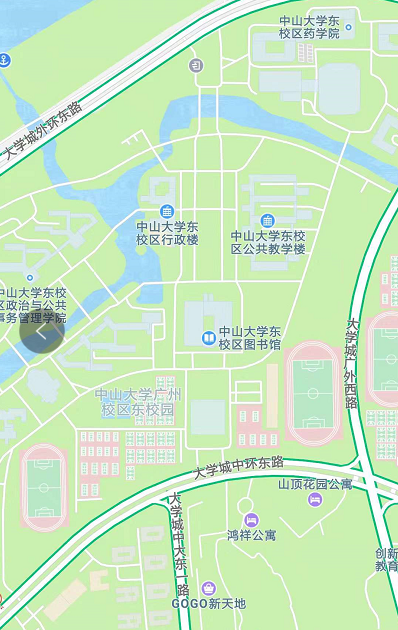 中山大学东
校区药学院
大学城外环东路
中山大学东
校区行政楼
中山大学东校
区公共教学楼
中山大学东校
区政治与公共
事务管理学院
中山大学东
校区图书馆
大学城广外西路
中山大学广州
校区东校园
大学城中环东路
山顶花园公寓
大学城中大东一路
鸿祥公寓
创新
教育
GOGO新天地